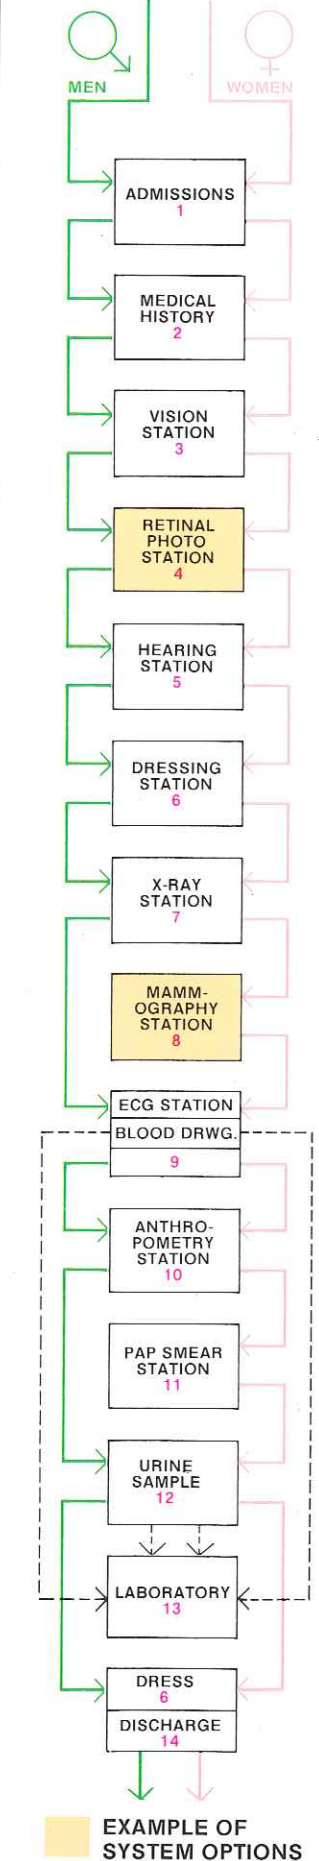 MEN
WOMEN
ADMISSIONS
1
MEDICAL
HISTORY
2
VISION
STATION
3
RETINAL
PHOTO
STATION
4
HEARING
STATION
5
DRESSING
STATION
6
X-RAY
STATION
7
MAMM-
OGRAPHY
STATION
8
ECG STATION
BLOOD DRWG.
9
ANTHRO-
POMETRY
STATION
10
PAP SMEAR
STATION
11
URINE
SAMPLE
12
LABORATORY
13
DRESS
6
DISCHARGE
14
EXAMPLE OF
SYSTEM OPTIONS